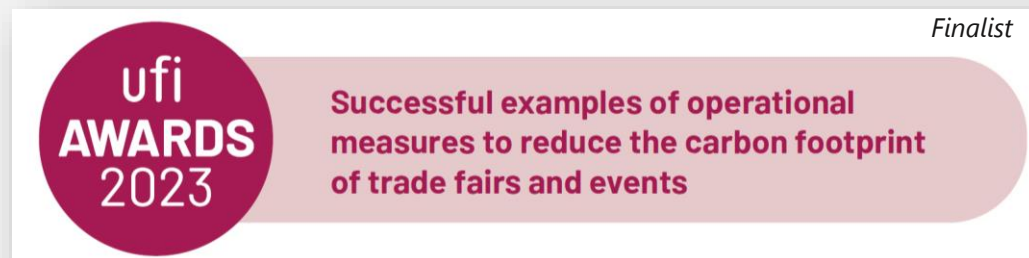 Finalist
ufi
AWARDS
2023
Successful examples of operational
measures to reduce the carbon footprint
of trade fairs and events